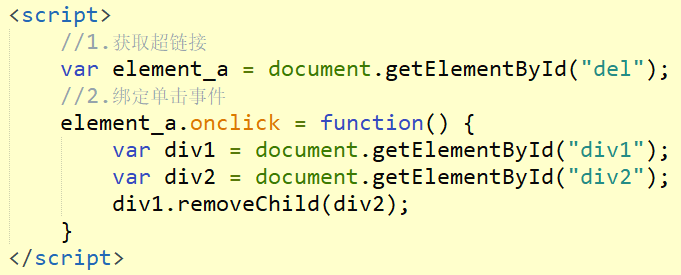 <script>
//1.获取超链接
var element_a = document.getElementById("del");
//2.绑定单击事件
element_a.onclick = function() {
var div1 = document.getElementById("div1");
var div2 = document.getElementById("div2");
div1.removeChild(div2);
}
</script>